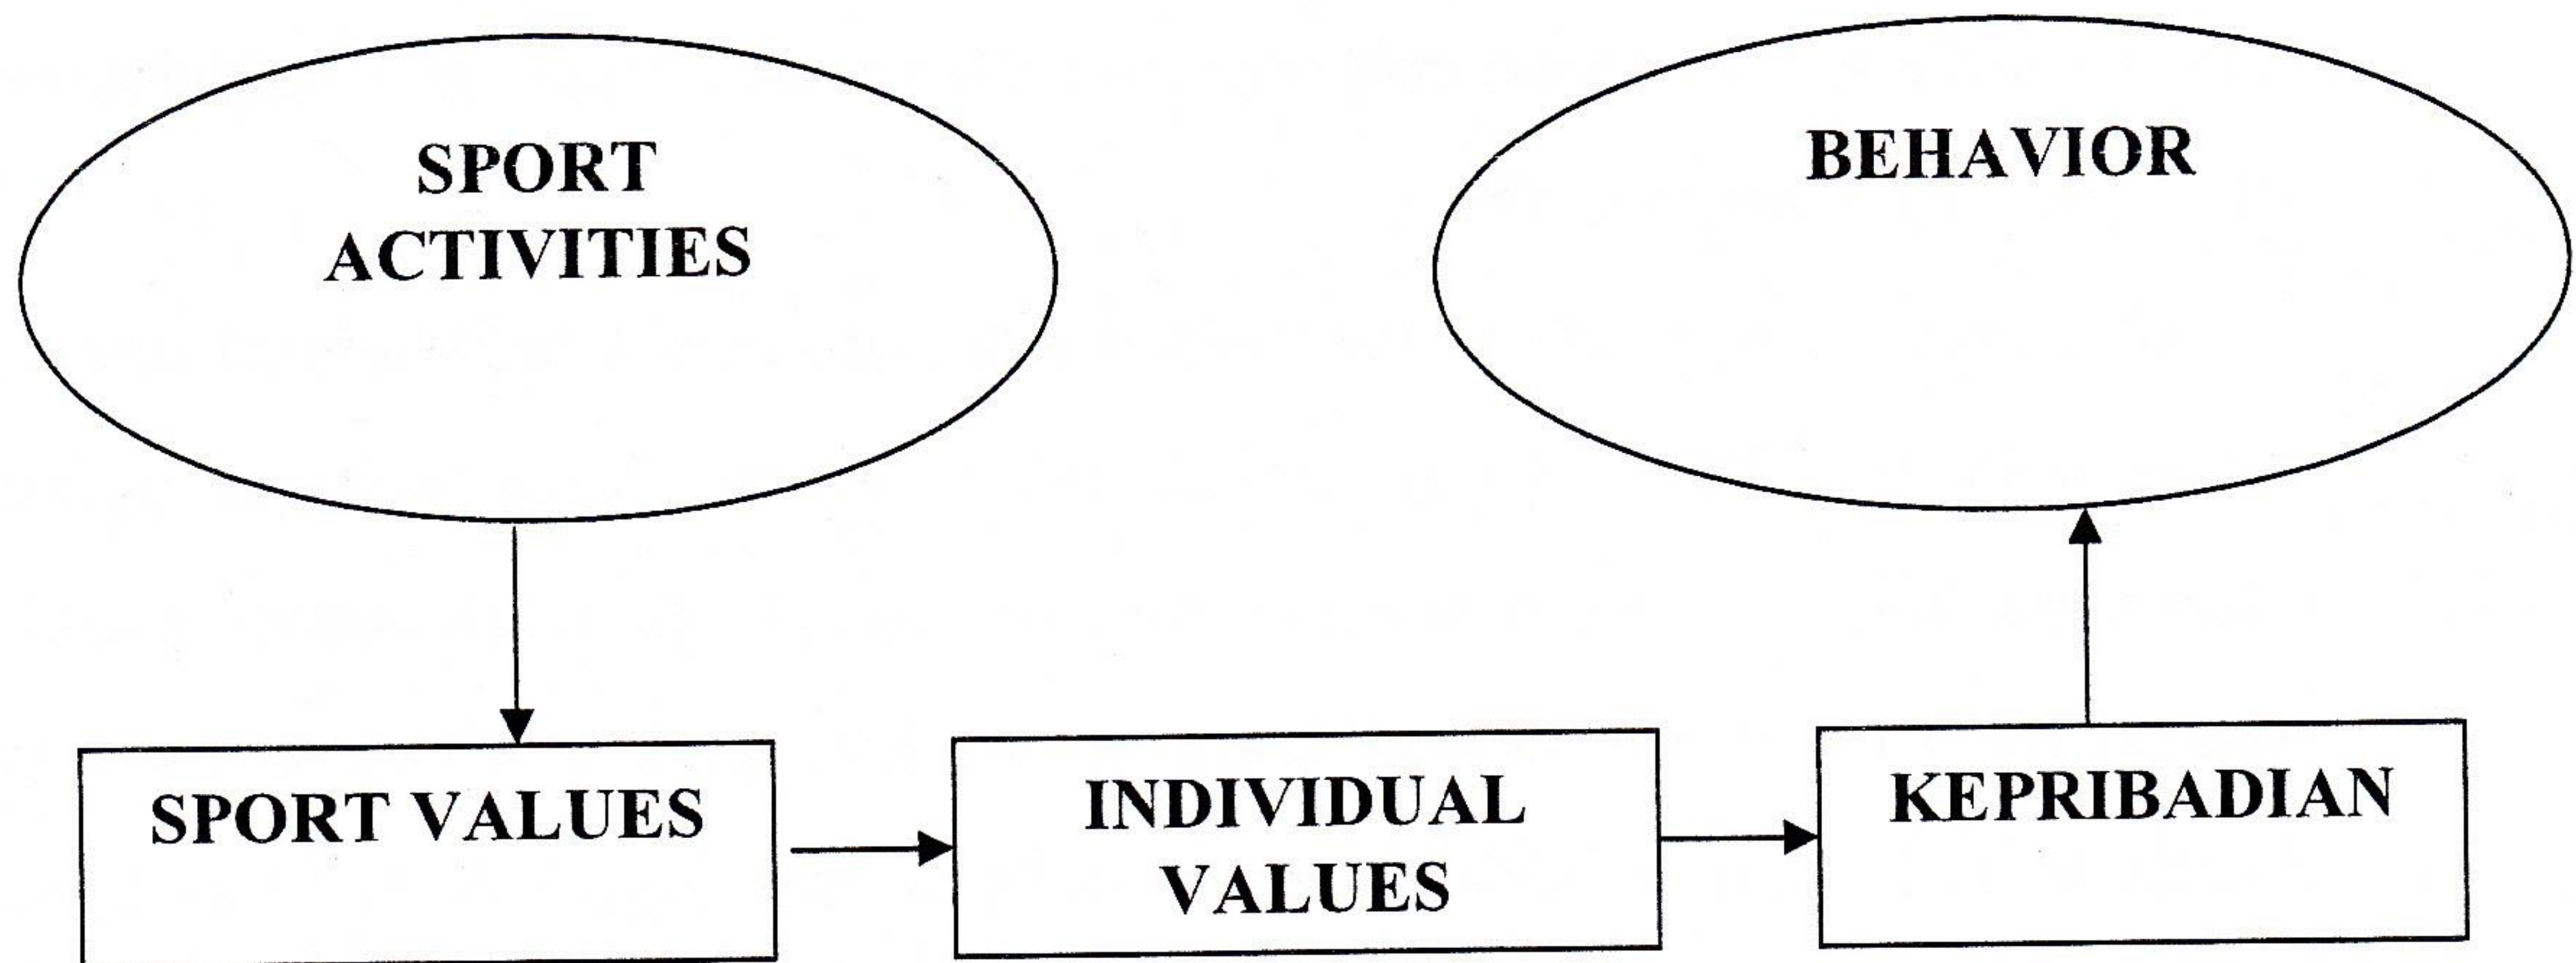 SPORT
ACTIVITIES
BEHAVIOR
SPORT VALUES
INDIVIDUAL
VALUES
KEPRIBADIAN